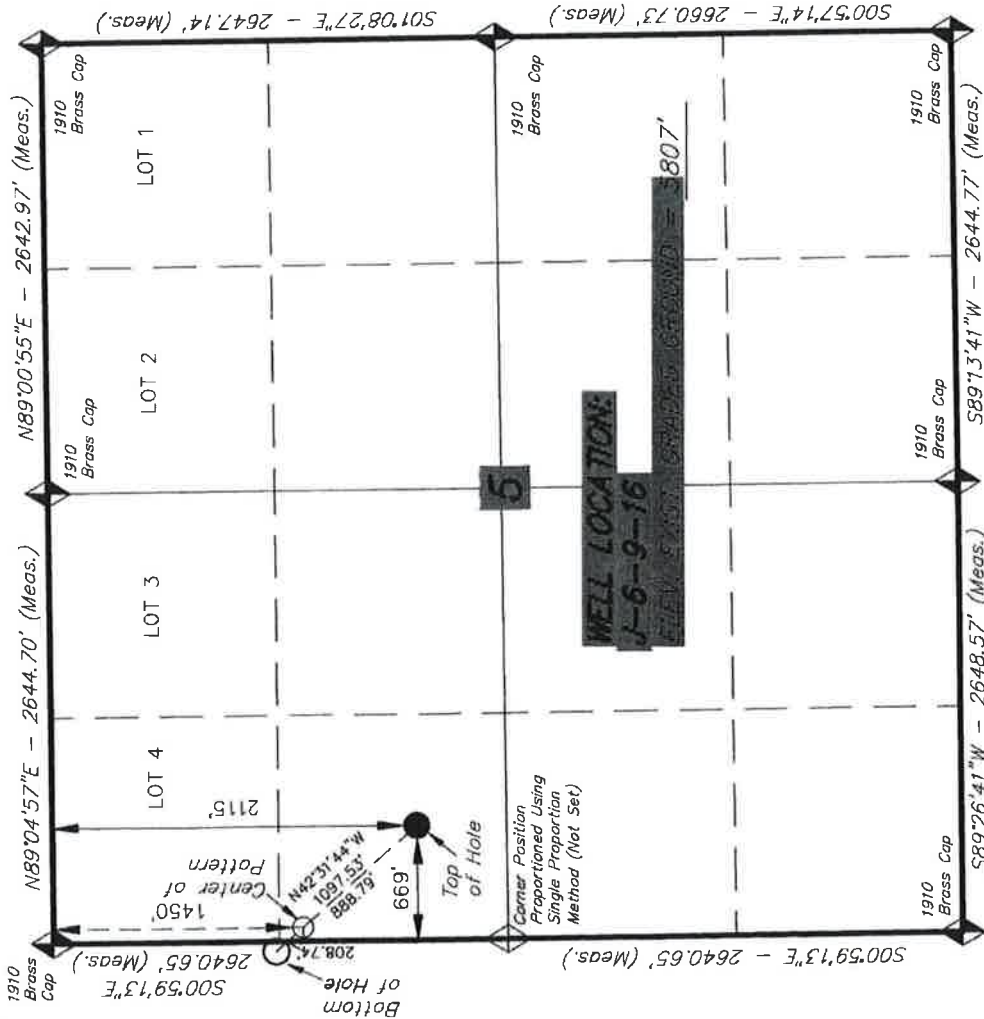 N89°04'57"E - 2644.70' (Meas.)
N89°00'55"E - 2642.97' (Meas.)
1910
Brass
Cap
1910
Brass Cap
1910
Brass Cap
LOT 4
LOT 3
LOT 2
LOT 1
S00°59'13"E
2640.65' (Meas.)
S01°08'27"E - 2647.14' (Meas.)
1450'
2115'
Center of
Pattern
N42°31'44"W
1097.53'
888.79'
208.74'
Bottom
of Hole
669'
Top
of Hole
5
Corner Position
Proportioned Using
Single Proportion
Method (Not Set)
1910
Brass Cap
WELL LOCATION:
J-6-9-16
ELEV. EXIST. GRADED GROUND = 5807'
S00°59'13"E - 2640.65' (Meas.)
S00°57'14"E - 2660.73' (Meas.)
1910
Brass Cap
1910
Brass Cap
1910
Brass Cap
S89°26'41"W - 2648.57' (Meas.)
S89°13'41"W - 2644.77' (Meas.)